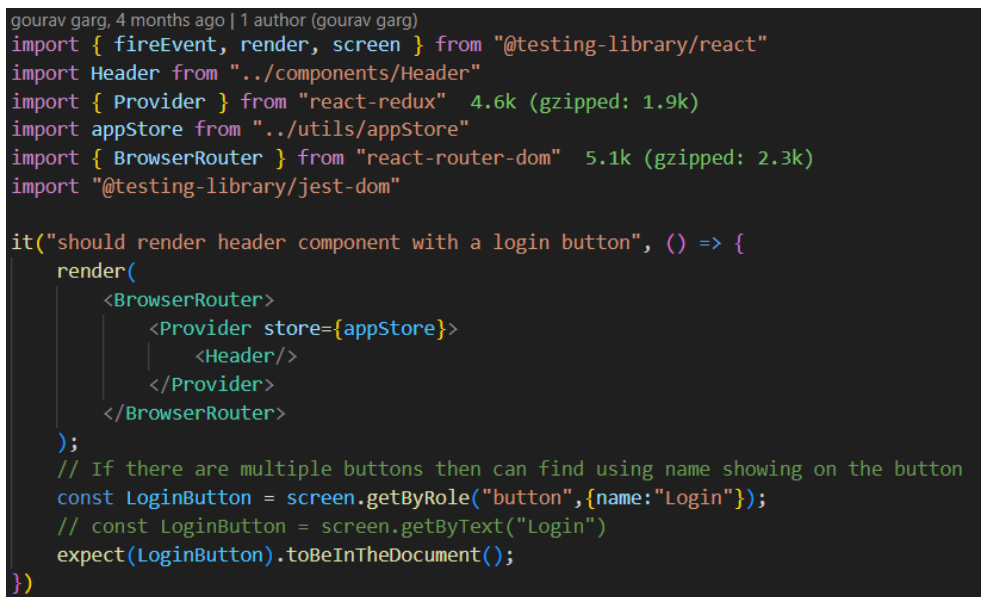 gourav garg, 4 months ago | 1 author (gourav garg)
import { fireEvent, render, screen } from "@testing-library/react"
import Header from "../components/Header"
import { Provider } from "react-redux"  4.6k (gzipped: 1.9k)
import appStore from "../utils/appStore"
import { BrowserRouter } from "react-router-dom"  5.1k (gzipped: 2.3k)
import "@testing-library/jest-dom"

it("should render header component with a login button", () => {
    render(
        <BrowserRouter>
            <Provider store={appStore}>
                <Header/>
            </Provider>
        </BrowserRouter>
    );
    // If there are multiple buttons then can find using name showing on the button
    const LoginButton = screen.getByRole("button",{name:"Login"});
    // const LoginButton = screen.getByText("Login")
    expect(LoginButton).toBeInTheDocument();
})